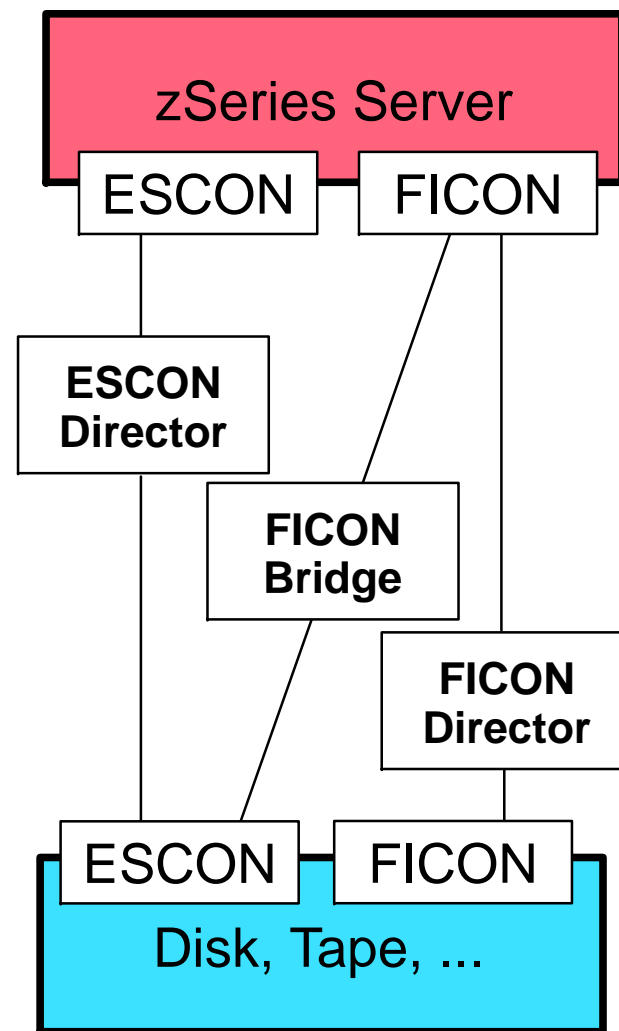 zSeries Server
ESCON
FICON
ESCON
Director
FICON
Bridge
FICON
Director
ESCON
FICON
Disk, Tape, ...